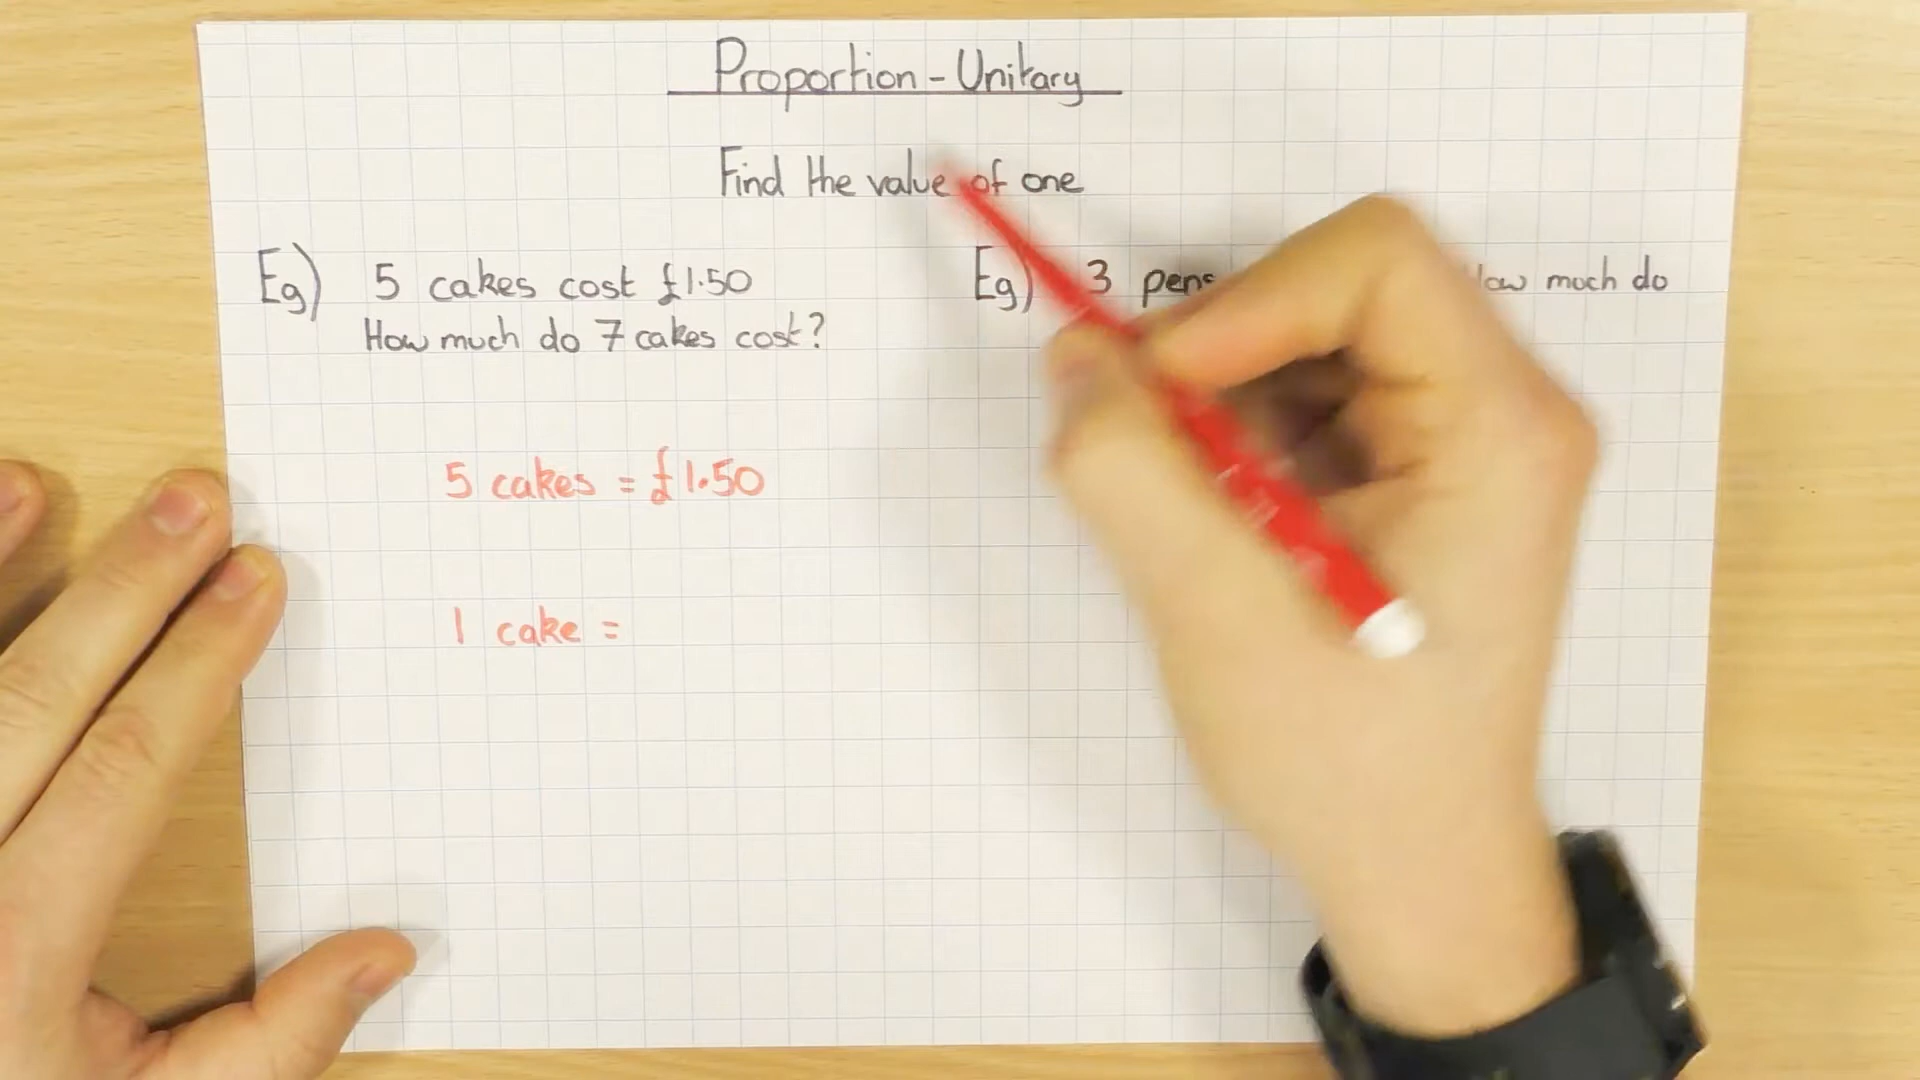 Proportion - Unitary
Find the value of one
Eg) 5 cakes cost £1.50
How much do 7 cakes cost?
5 cakes = £1.50
1 cake =
Eg) 3 pens much do